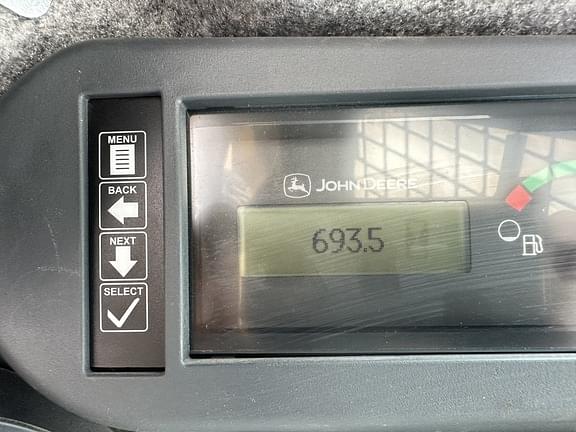 MENU
BACK
NEXT
SELECT
JOHN DEERE
693.5